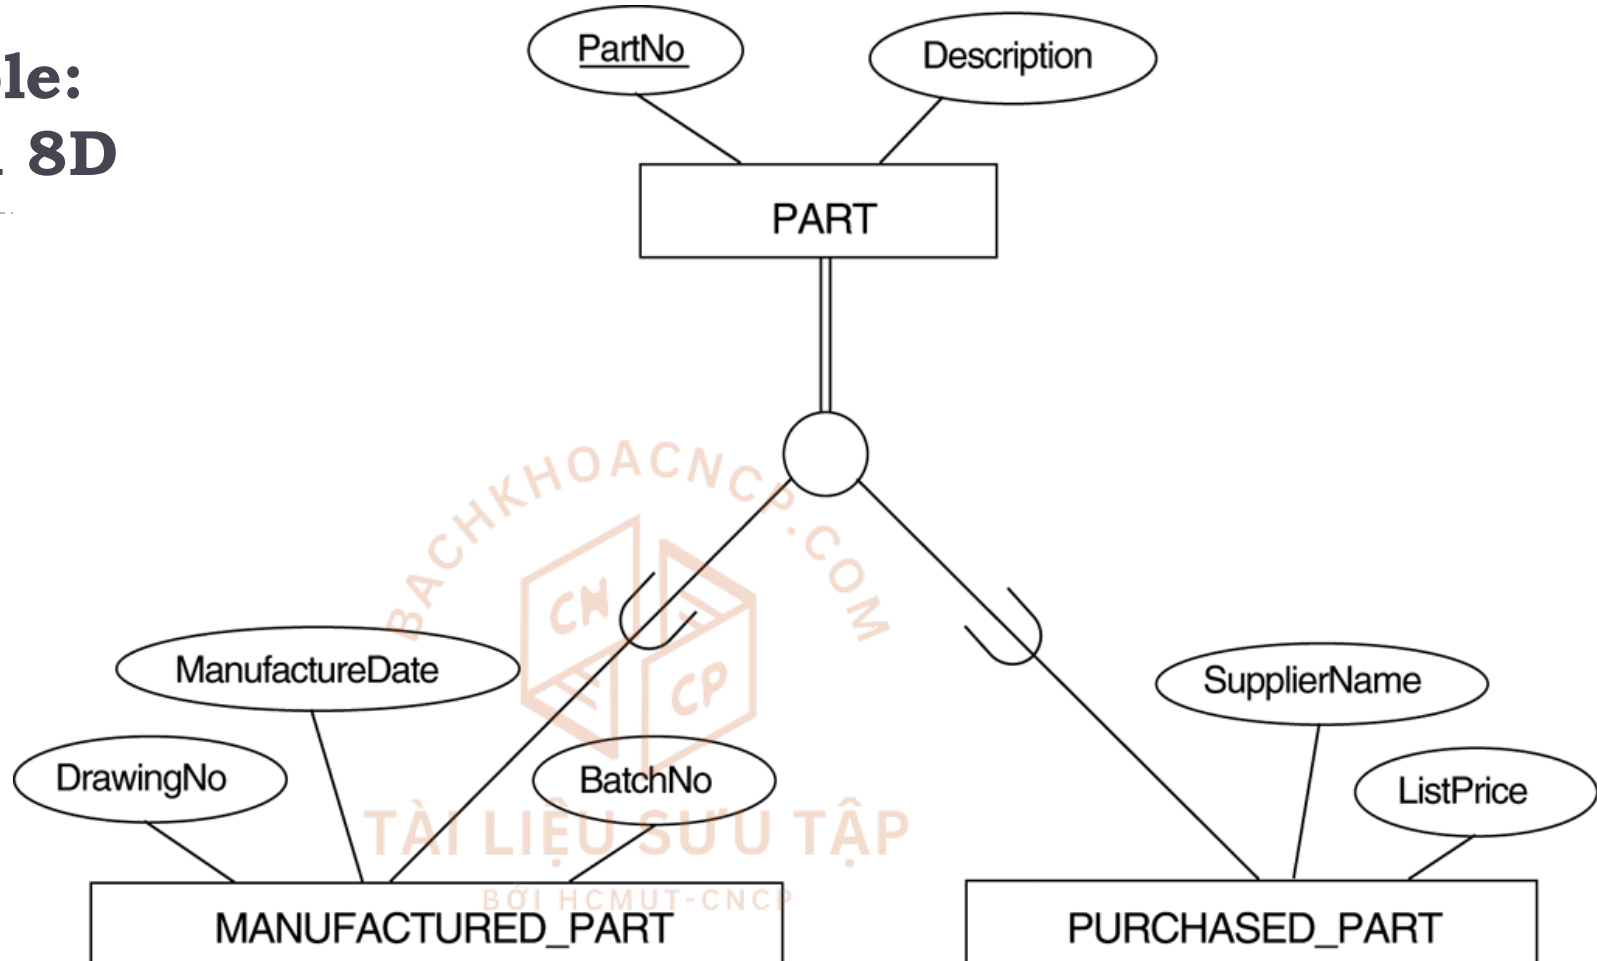 le:
8D
PartNo
Description
PART
BACHKHOACNCP.COM
CN
CP
ManufactureDate
SupplierName
DrawingNo
BatchNo
ListPrice
TÀI LIỆU SƯU TẬP
BỞI HCMUT-CNCP
MANUFACTURED_PART
PURCHASED_PART